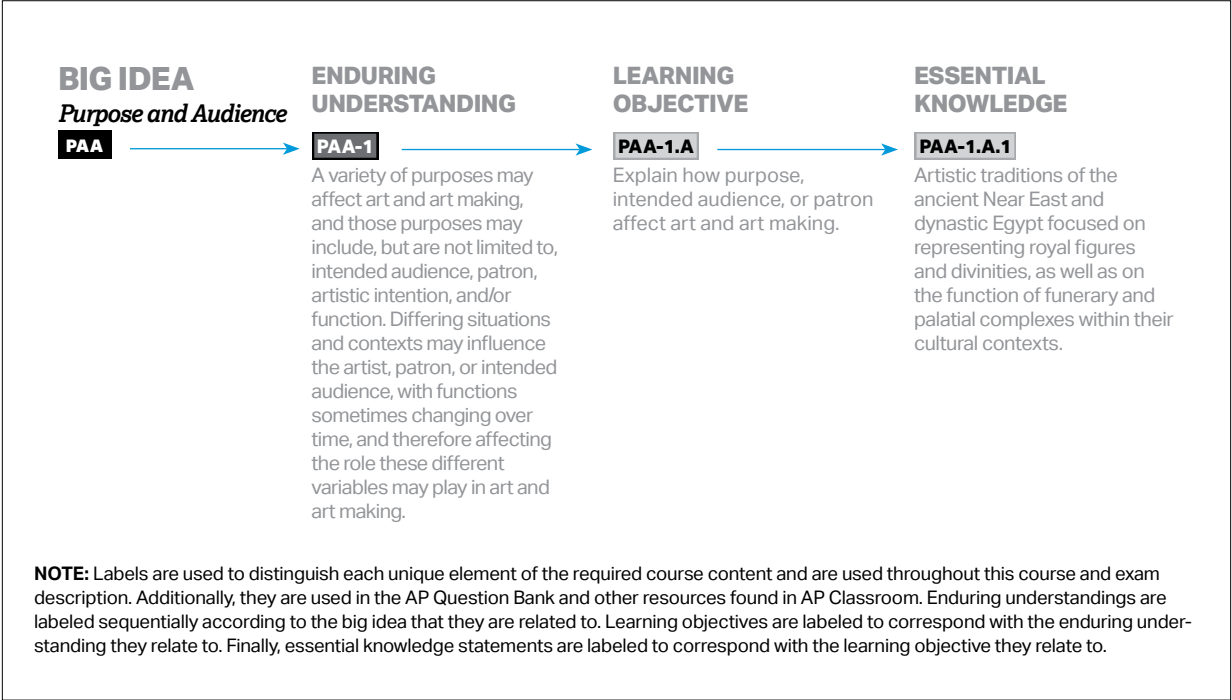 BIG IDEA
Purpose and Audience
PAA
ENDURING
UNDERSTANDING
PAA-1
A variety of purposes may
affect art and art making,
and those purposes may
include, but are not limited to,
intended audience, patron,
artistic intention, and/or
function. Differing situations
and contexts may influence
the artist, patron, or intended
audience, with functions
sometimes changing over
time, and therefore affecting
the role these different
variables may play in art and
art making.
LEARNING
OBJECTIVE
PAA-1.A
Explain how purpose,
intended audience, or patron
affect art and art making.
ESSENTIAL
KNOWLEDGE
PAA-1.A.1
Artistic traditions of the
ancient Near East and
dynastic Egypt focused on
representing royal figures
and divinities, as well as on
the function of funerary and
palatial complexes within their
cultural contexts.
NOTE: Labels are used to distinguish each unique element of the required course content and are used throughout this course and exam
description. Additionally, they are used in the AP Question Bank and other resources found in AP Classroom. Enduring understandings are
labeled sequentially according to the big idea that they are related to. Learning objectives are labeled to correspond with the enduring under-
standing they relate to. Finally, essential knowledge statements are labeled to correspond with the learning objective they relate to.